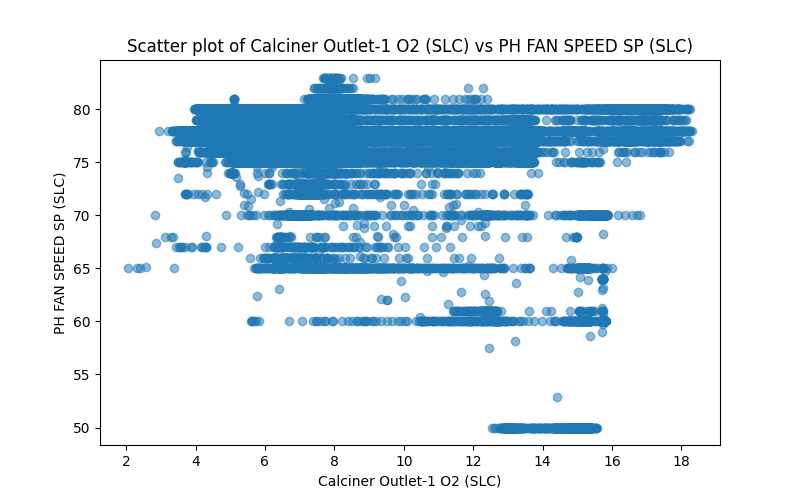 Scatter plot of Calciner Outlet-1 O2 (SLC) vs PH FAN SPEED SP (SLC)
PH FAN SPEED SP (SLC)
80
75
70
65
60
55
50
2 4 6 8 10 12 14 16 18
Calciner Outlet-1 O2 (SLC)